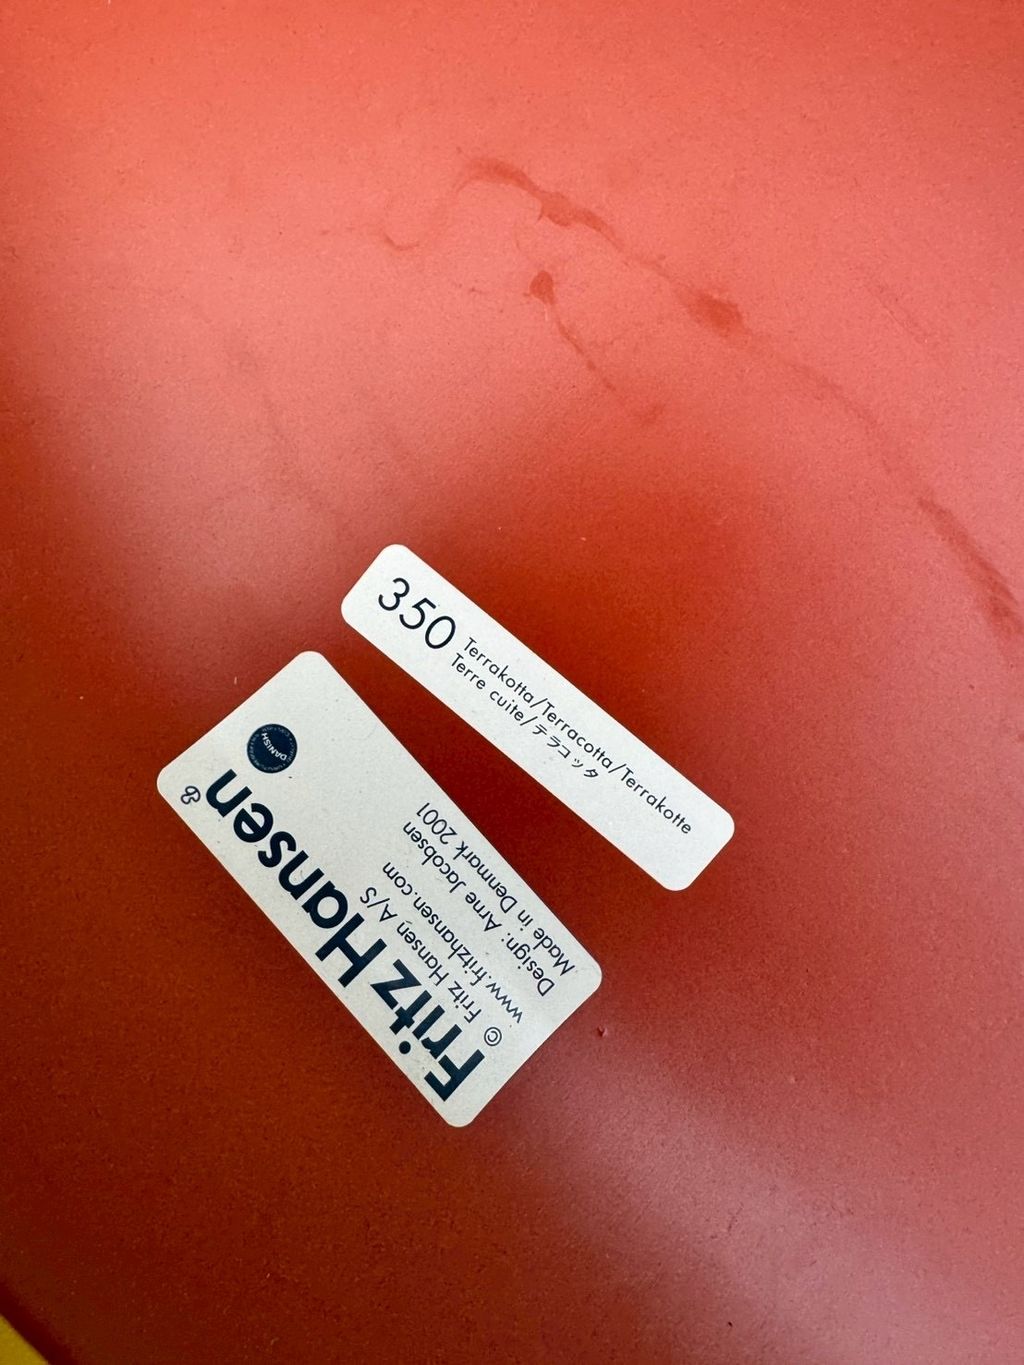 350
Terrakotta/Terracotta/Terrakotte
Terre cuite/テラコッタ
Fritz Hansen®
© Fritz Hansen A/S
www.fritzhansen.com
Design: Arne Jacobsen
Made in Denmark 2001
DANISH